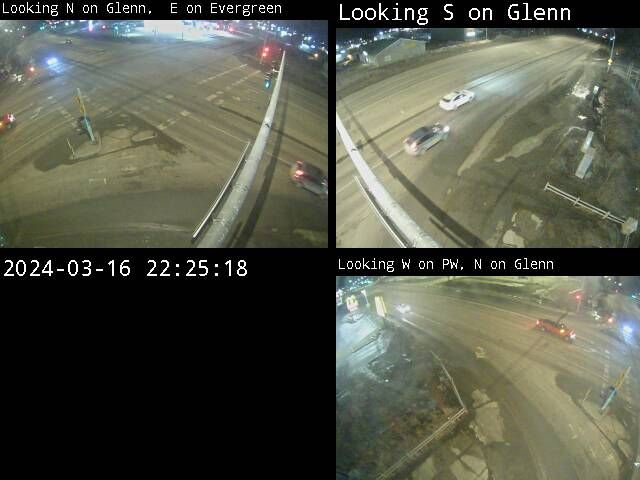 Looking N on Glenn,  E on Evergreen
Looking S on Glenn
2024-03-16 22:25:18
Looking W on PW, N on Glenn